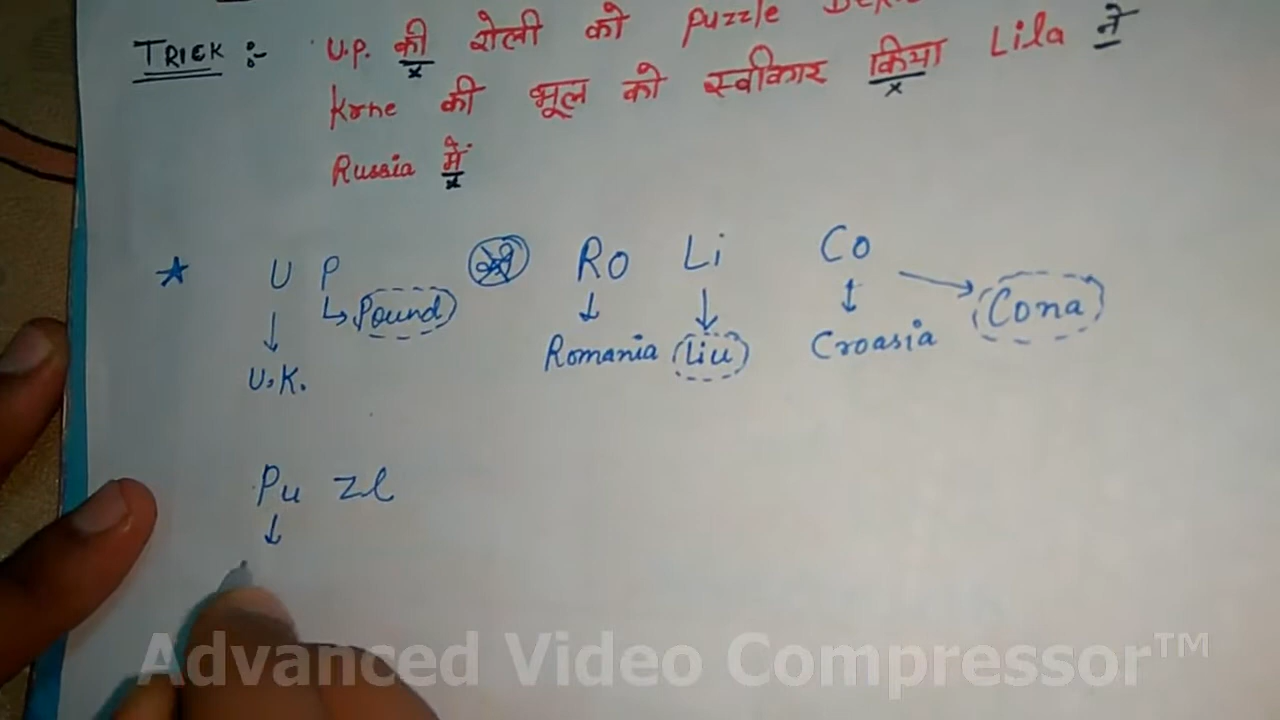 TRICK :- U.P. की रोली को Puzzle
Krne की भूल को स्वीकार किया Lila ने
Russia में
U P Ro Li Co
Pound Cona
U.K. Romania Liu Croasia
Pu zl
Advanced Video Compressor™